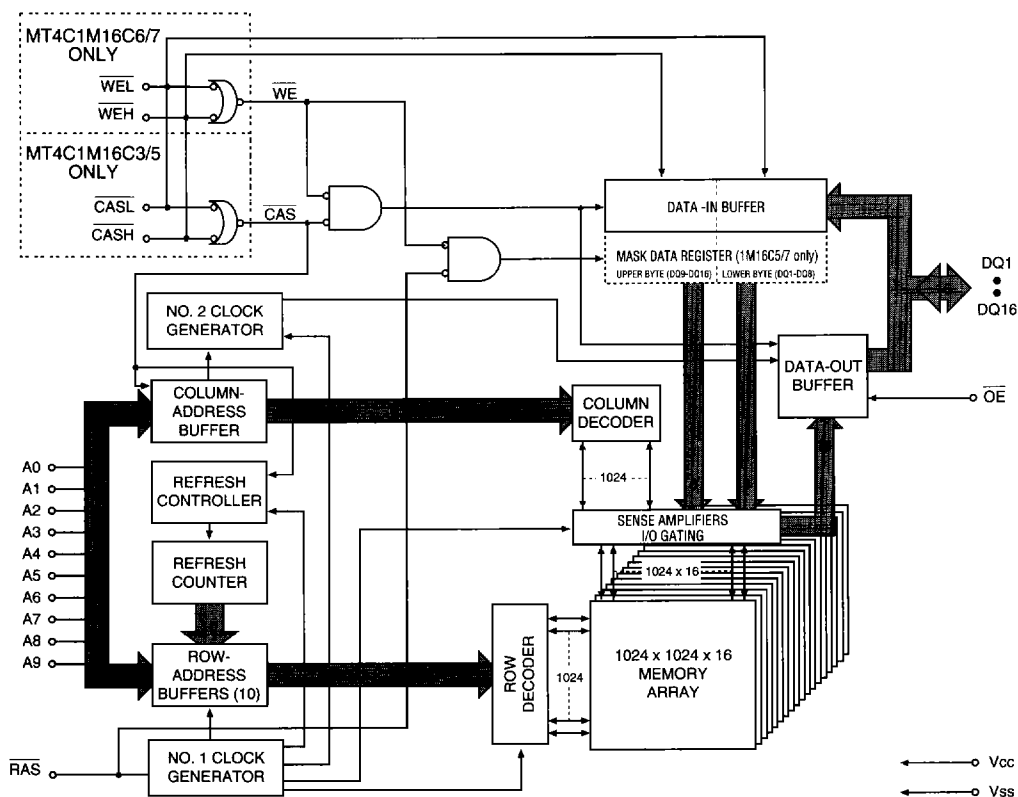 MT4C1M16C6/7
ONLY
WEL
WEH
WE
MT4C1M16C3/5
ONLY
CASL
CASH
CAS
DATA -IN BUFFER
MASK DATA REGISTER (1M16C5/7 only)
UPPER BYTE (DQ9-DQ16)
LOWER BYTE (DQ1-DQ8)
DQ1
DQ16
NO. 2 CLOCK
GENERATOR
DATA-OUT
BUFFER
OE
COLUMN-
ADDRESS
BUFFER
COLUMN
DECODER
A0
A1
A2
A3
A4
A5
A6
A7
A8
A9
REFRESH
CONTROLLER
1024
SENSE AMPLIFIERS
I/O GATING
REFRESH
COUNTER
1024 x 16
ROW-
ADDRESS
BUFFERS (10)
ROW
DECODER
1024
1024 x 1024 x 16
MEMORY
ARRAY
RAS
NO. 1 CLOCK
GENERATOR
Vcc
Vss